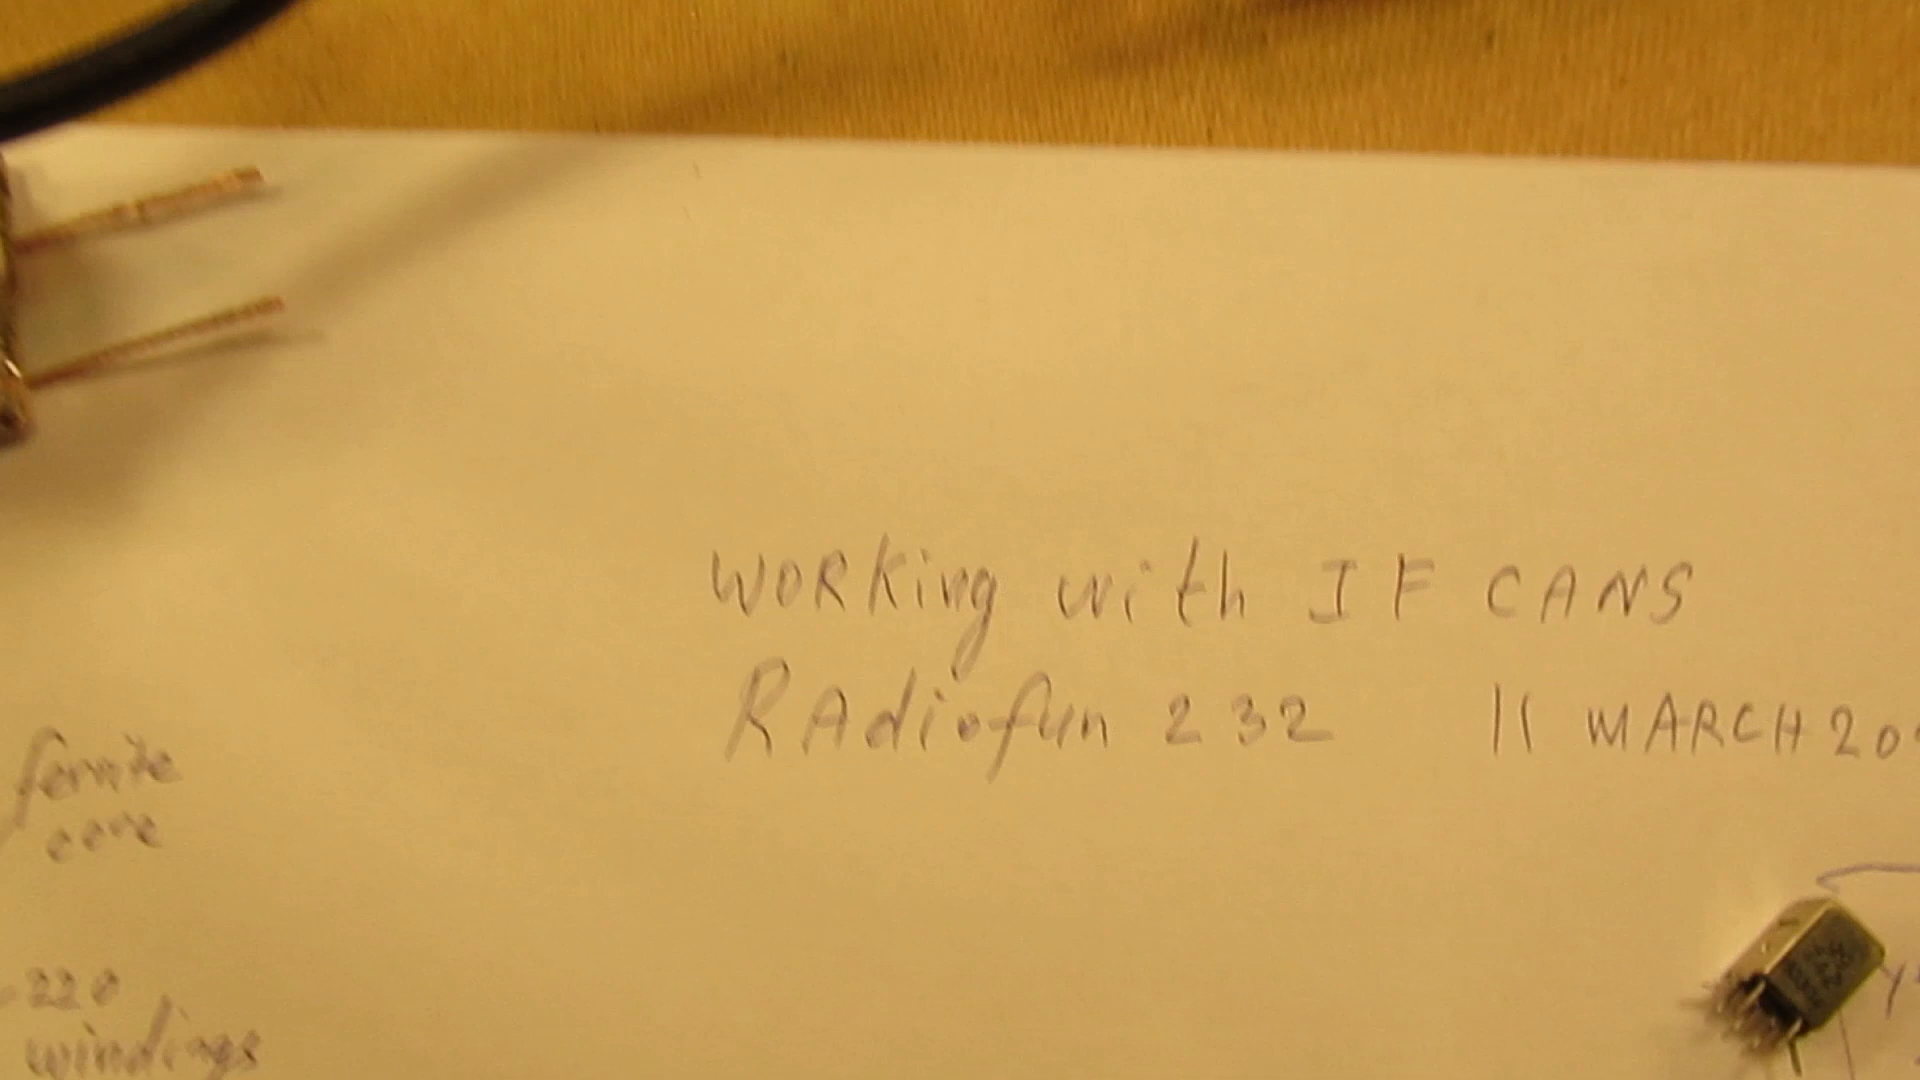 WORKing with IF CANS
RAdiofun 232 11 MARCH 20
ferrite
core
220
windings